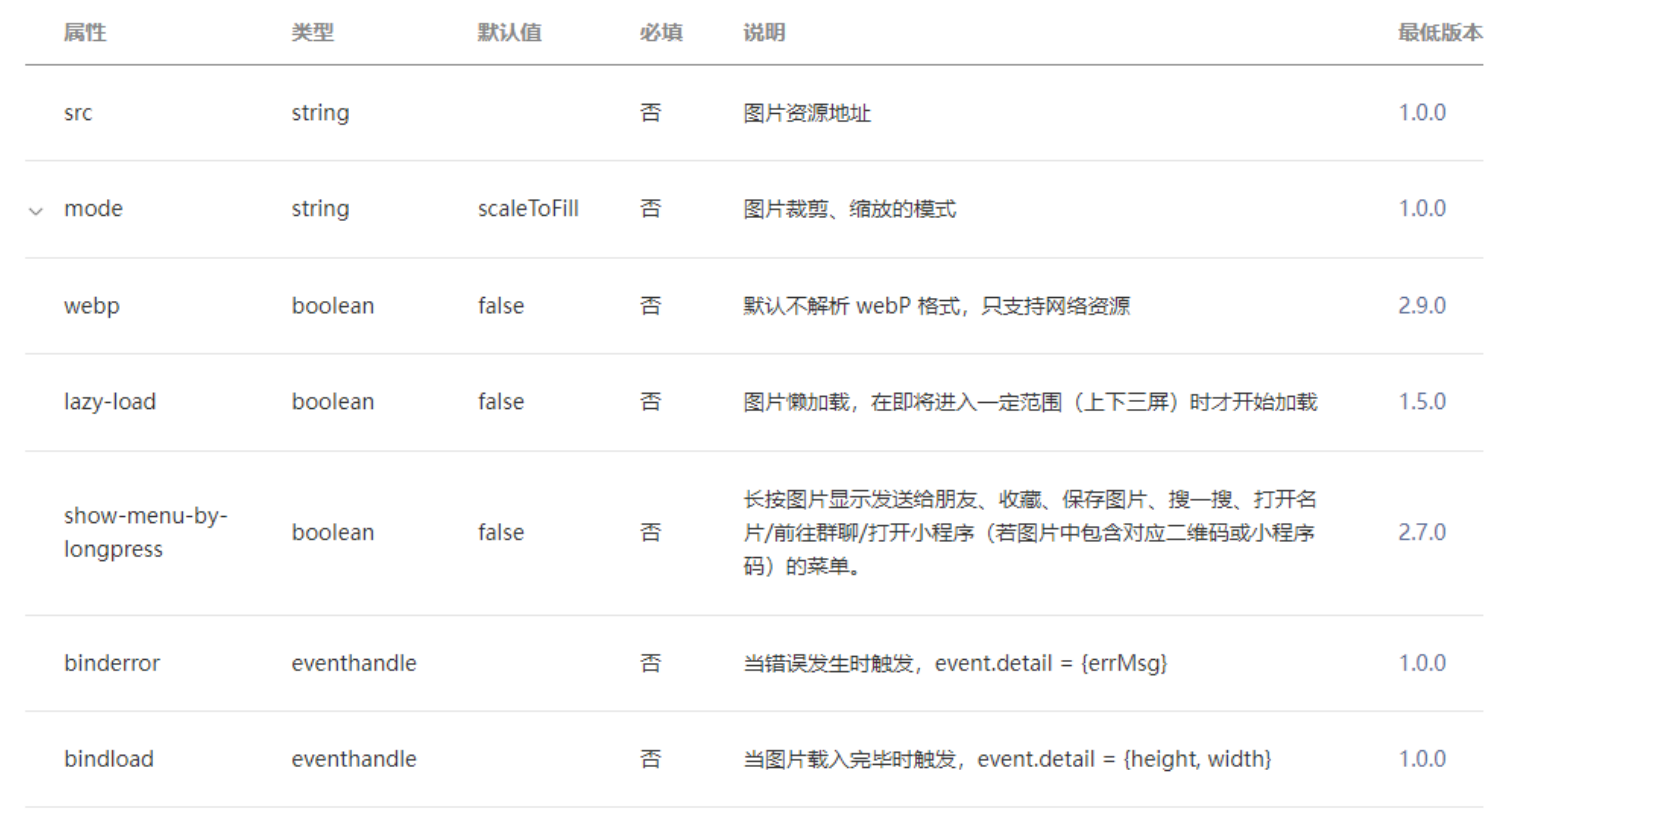 属性 类型 默认值 必填 说明 最低版本
src string 否 图片资源地址 1.0.0
mode string scaleToFill 否 图片裁剪、缩放的模式 1.0.0
webp boolean false 否 默认不解析 webP 格式，只支持网络资源 2.9.0
lazy-load boolean false 否 图片懒加载，在即将进入一定范围（上下三屏）时才开始加载 1.5.0
show-menu-by-
longpress boolean false 否 长按图片显示发送给朋友、收藏、保存图片、搜一搜、打开名
片/前往群聊/打开小程序（若图片中包含对应二维码或小程序
码）的菜单。 2.7.0
binderror eventhandle 否 当错误发生时触发，event.detail = {errMsg} 1.0.0
bindload eventhandle 否 当图片载入完毕时触发，event.detail = {height, width} 1.0.0